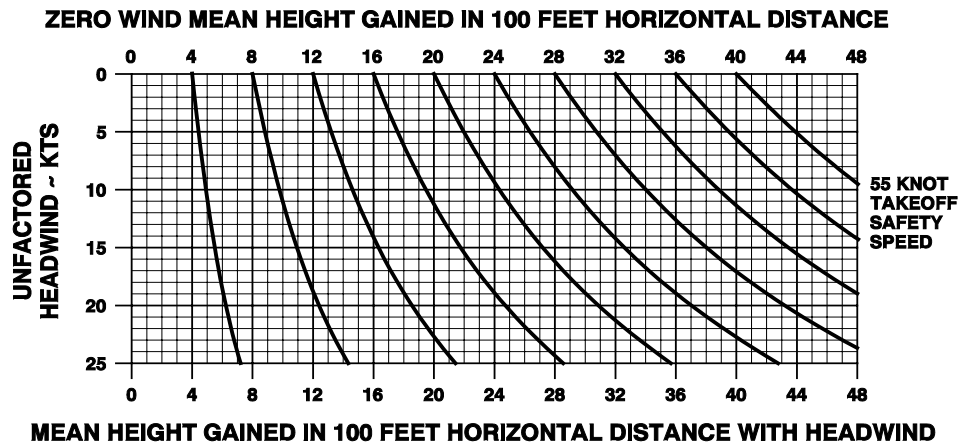 ZERO WIND MEAN HEIGHT GAINED IN 100 FEET HORIZONTAL DISTANCE
0 4 8 12 16 20 24 28 32 36 40 44 48
UNFACTORED
HEADWIND ~ KTS
0
5
10
15
20
25
55 KNOT
TAKEOFF
SAFETY
SPEED
0 4 8 12 16 20 24 28 32 36 40 44 48
MEAN HEIGHT GAINED IN 100 FEET HORIZONTAL DISTANCE WITH HEADWIND